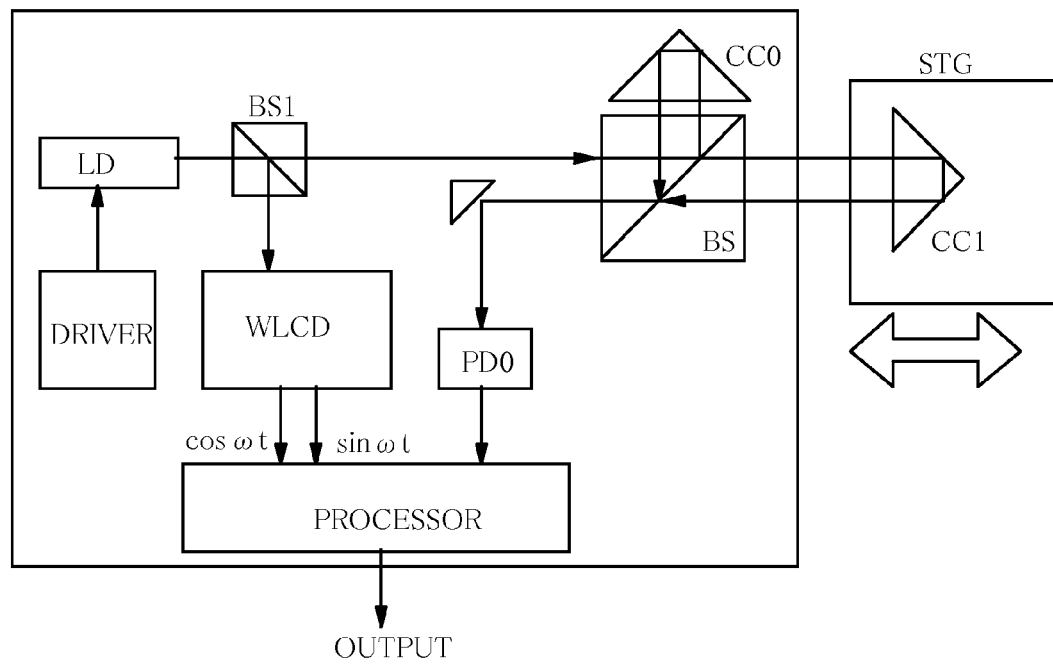 CC0
STG
BS1
LD
BS
CC1
DRIVER
WLCD
PD0
cos ω t
sin ω t
PROCESSOR
OUTPUT